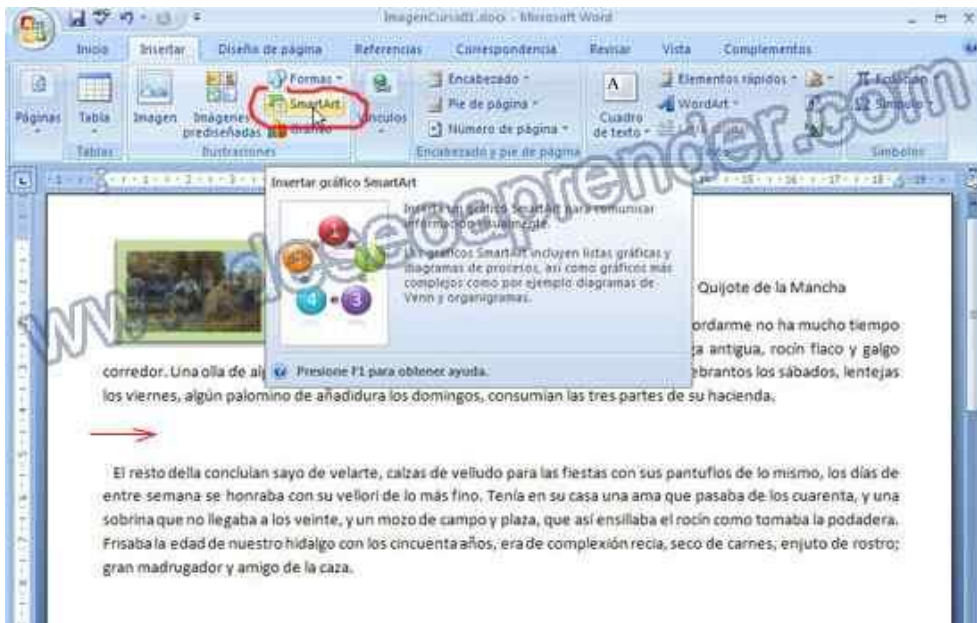 ImagenCursd01.docx - Microsoft Word
Inicio Insertar Diseño de página Referencias Correspondencia Revisar Vista Complementos
Páginas
Tabla
Tablas
Imagen
Imágenes prediseñadas
Formas
SmartArt
Gráfico
Ilustraciones
Vínculos
Encabezado
Pie de página
Número de página
Encabezado y pie de página
A
Cuadro de texto
Elementos rápidos
WordArt
Ecuación
Símbolo
Símbolos
Insertar gráfico SmartArt
Inserta un gráfico SmartArt para comunicar
información visualmente.
Los gráficos SmartArt incluyen listas gráficas y
diagramas de procesos, así como gráficos más
complejos como por ejemplo diagramas de
Venn y organigramas.
1
4
3
Presione F1 para obtener ayuda.
www.deseoaprender.com
Quijote de la Mancha
ordarme no ha mucho tiempo
a antigua, rocín flaco y galgo
corredor. Una olla de al ebrantos los sábados, lentejas
los viernes, algún palomino de añadidura los domingos, consumían las tres partes de su hacienda.
El resto della concluían sayo de velarte, calzas de velludo para las fiestas con sus pantuflos de lo mismo, los días de
entre semana se honraba con su vellori de lo más fino. Tenía en su casa una ama que pasaba de los cuarenta, y una
sobrina que no llegaba a los veinte, y un mozo de campo y plaza, que así ensillaba el rocín como tomaba la podadera.
Frisaba la edad de nuestro hidalgo con los cincuenta años, era de complexión recia, seco de carnes, enjuto de rostro;
gran madrugador y amigo de la caza.